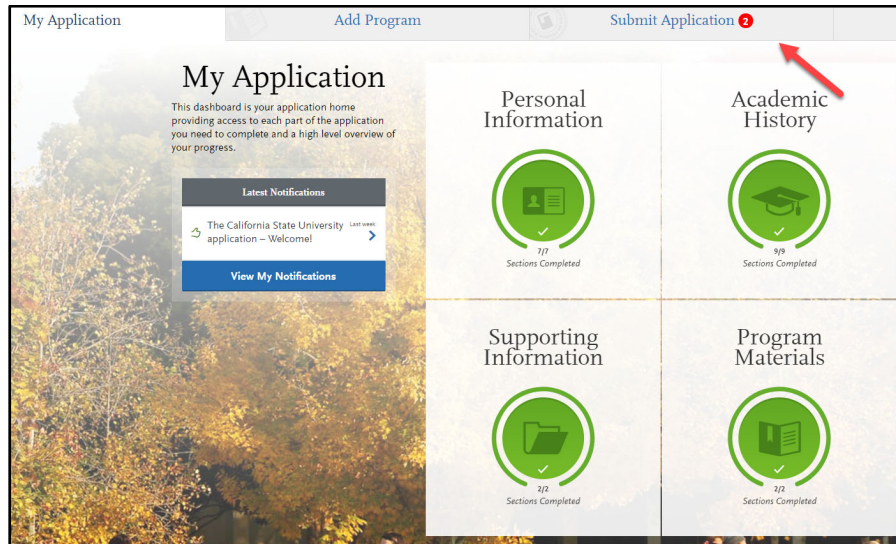 My Application
Add Program
Submit Application 2
My Application
This dashboard is your application home
providing access to each part of the application
you need to complete and a high level overview of
your progress.
Latest Notifications
The California State University
application – Welcome!
Last week
View My Notifications
Personal
Information
7/7
Sections Completed
Academic
History
9/9
Sections Completed
Supporting
Information
2/2
Sections Completed
Program
Materials
2/2
Sections Completed